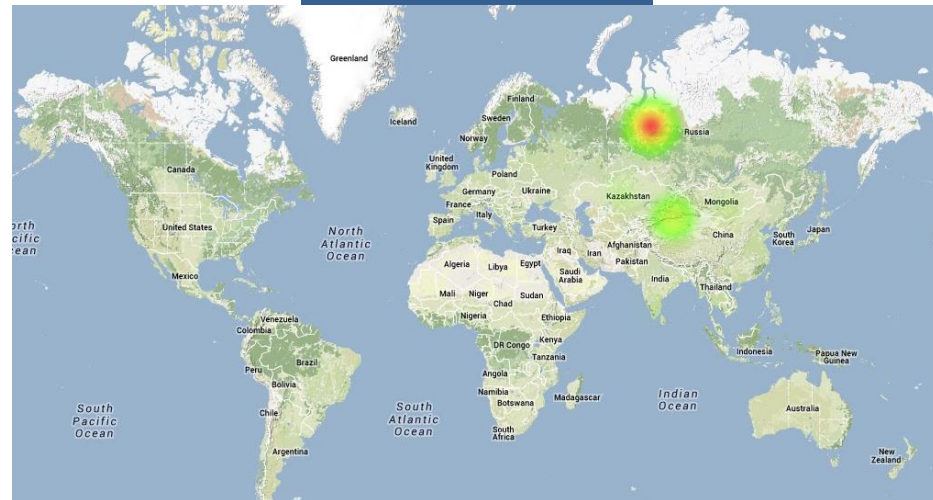 Greenland
Iceland
Finland
Sweden
Norway
Russia
United
Kingdom
Poland
Germany
Ukraine
France
Italy
Spain
Turkey
Kazakhstan
Mongolia
China
South
Korea
Japan
Canada
United States
Mexico
North
Atlantic
Ocean
orth
cific
ean
Iraq
Iran
Afghanistan
Pakistan
India
Thailand
Saudi
Arabia
Algeria
Libya
Egypt
Mali
Niger
Chad
Sudan
Nigeria
Ethiopia
Kenya
DR Congo
Tanzania
Angola
Namibia
Botswana
Madagascar
South
Africa
Venezuela
Colombia
Brazil
Peru
Bolivia
Chile
Argentina
South
Pacific
Ocean
South
Atlantic
Ocean
Indian
Ocean
Indonesia
Papua New
Guinea
Australia
New
Zealand